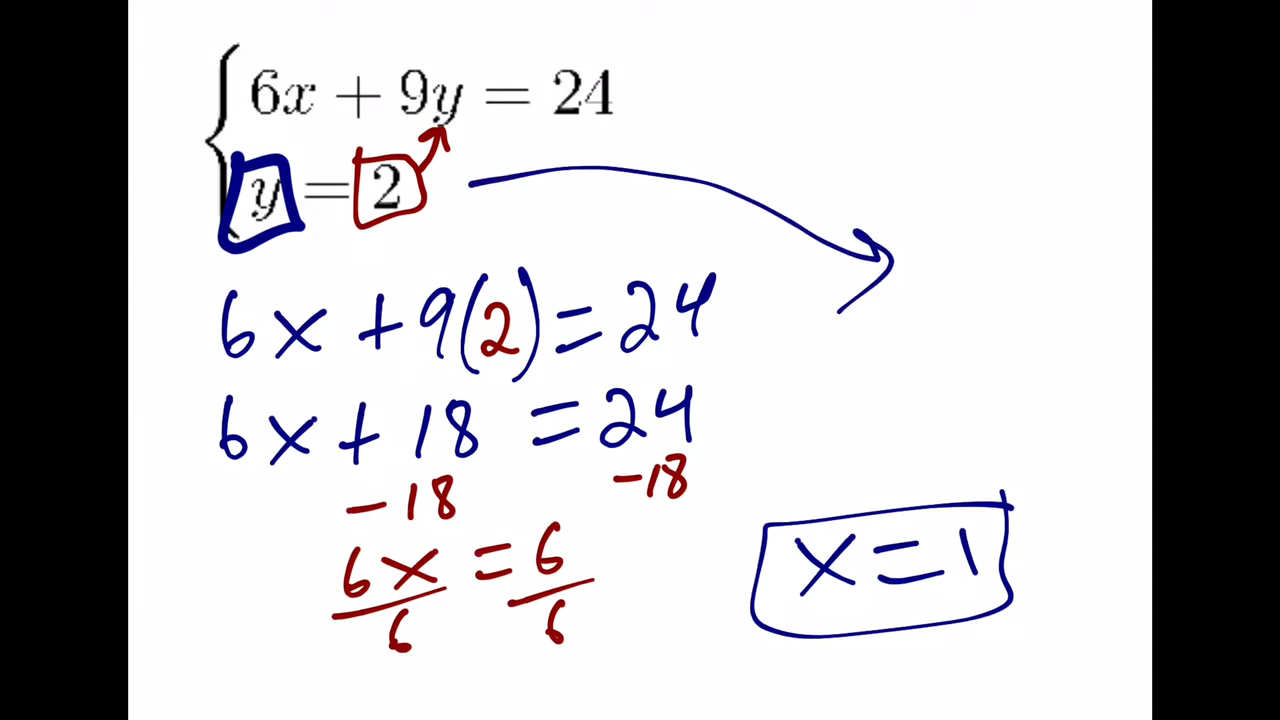 6x + 9y = 24
y = 2
6x + 9(2) = 24
6x + 18 = 24
-18 -18
6x = 6
6 6
x = 1